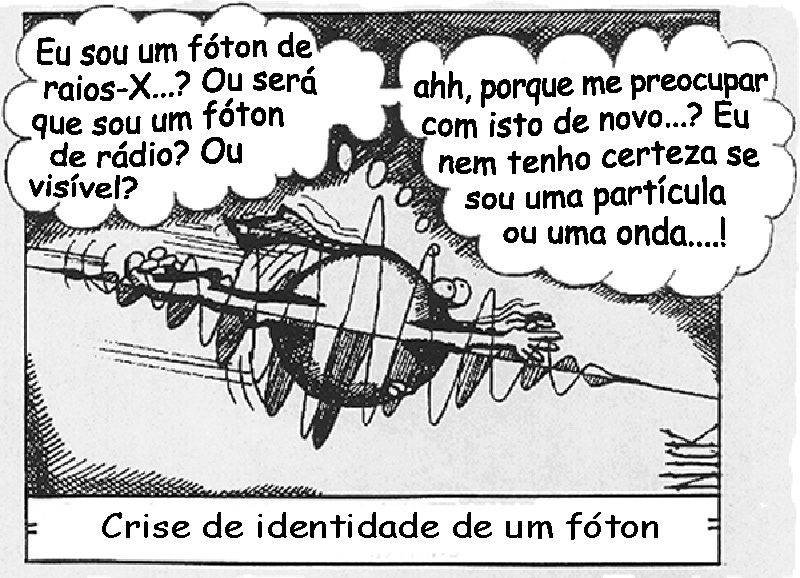 Eu sou um fóton de
raios-X...? Ou será
que sou um fóton
de rádio? Ou
visível?
ahh, porque me preocupar
com isto de novo...? Eu
nem tenho certeza se
sou uma partícula
ou uma onda....!
NICK
Crise de identidade de um fóton